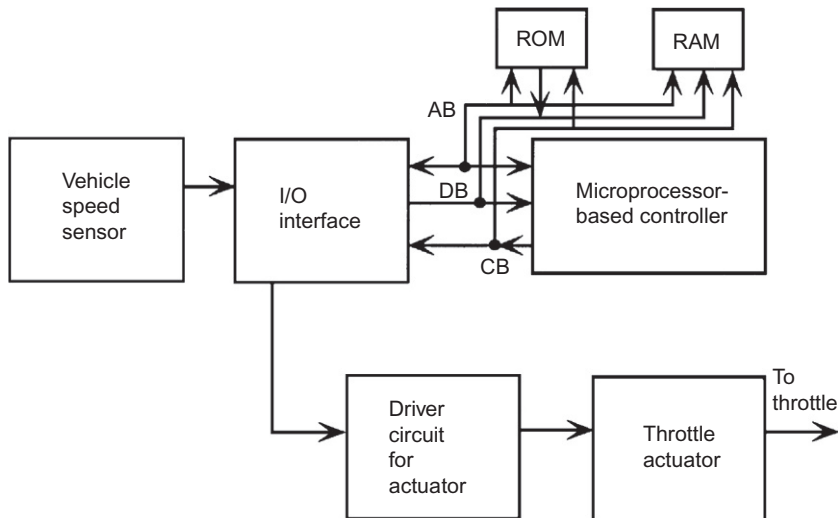 ROM
RAM
AB
Vehicle
speed
sensor
I/O
interface
DB
Microprocessor-
based controller
CB
Driver
circuit
for
actuator
Throttle
actuator
To
throttle